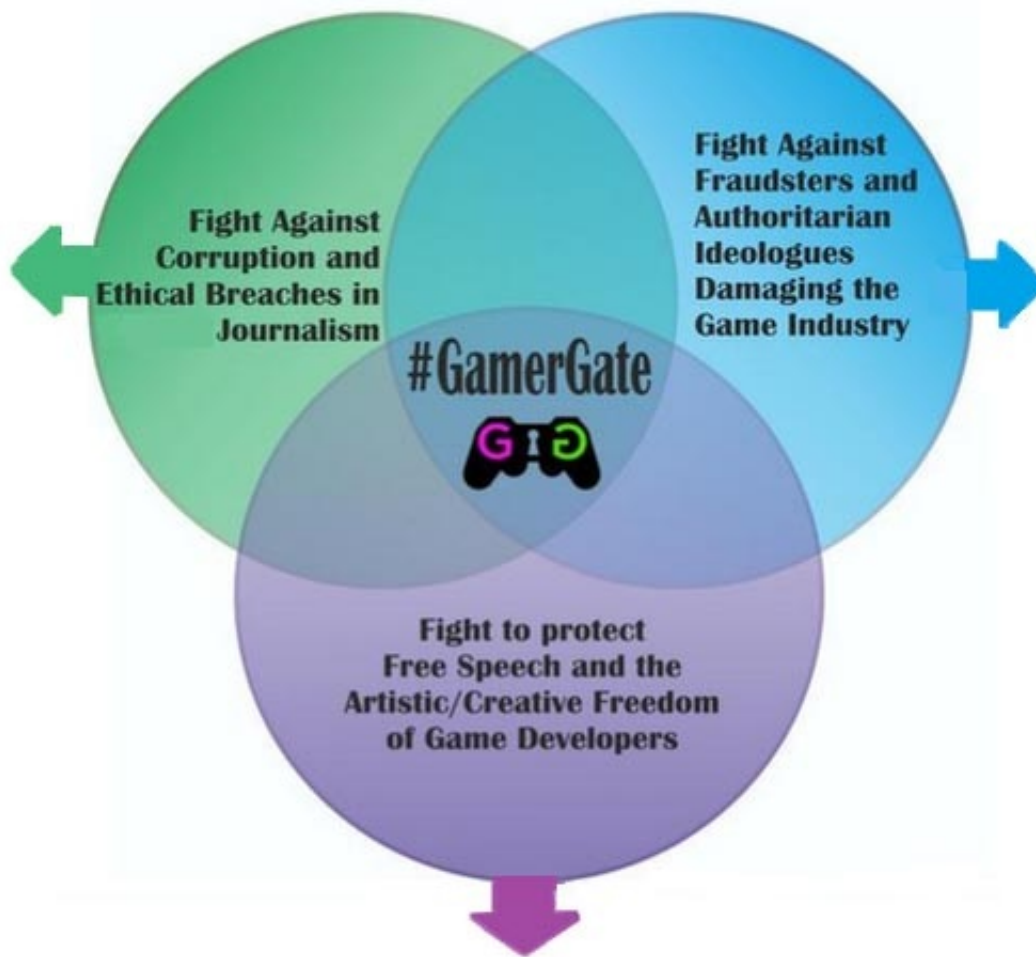 Fight Against
Corruption and
Ethical Breaches in
Journalism
Fight Against
Fraudsters and
Authoritarian
Ideologues
Damaging the
Game Industry
#GamerGate
G G
Fight to protect
Free Speech and the
Artistic/Creative Freedom
of Game Developers